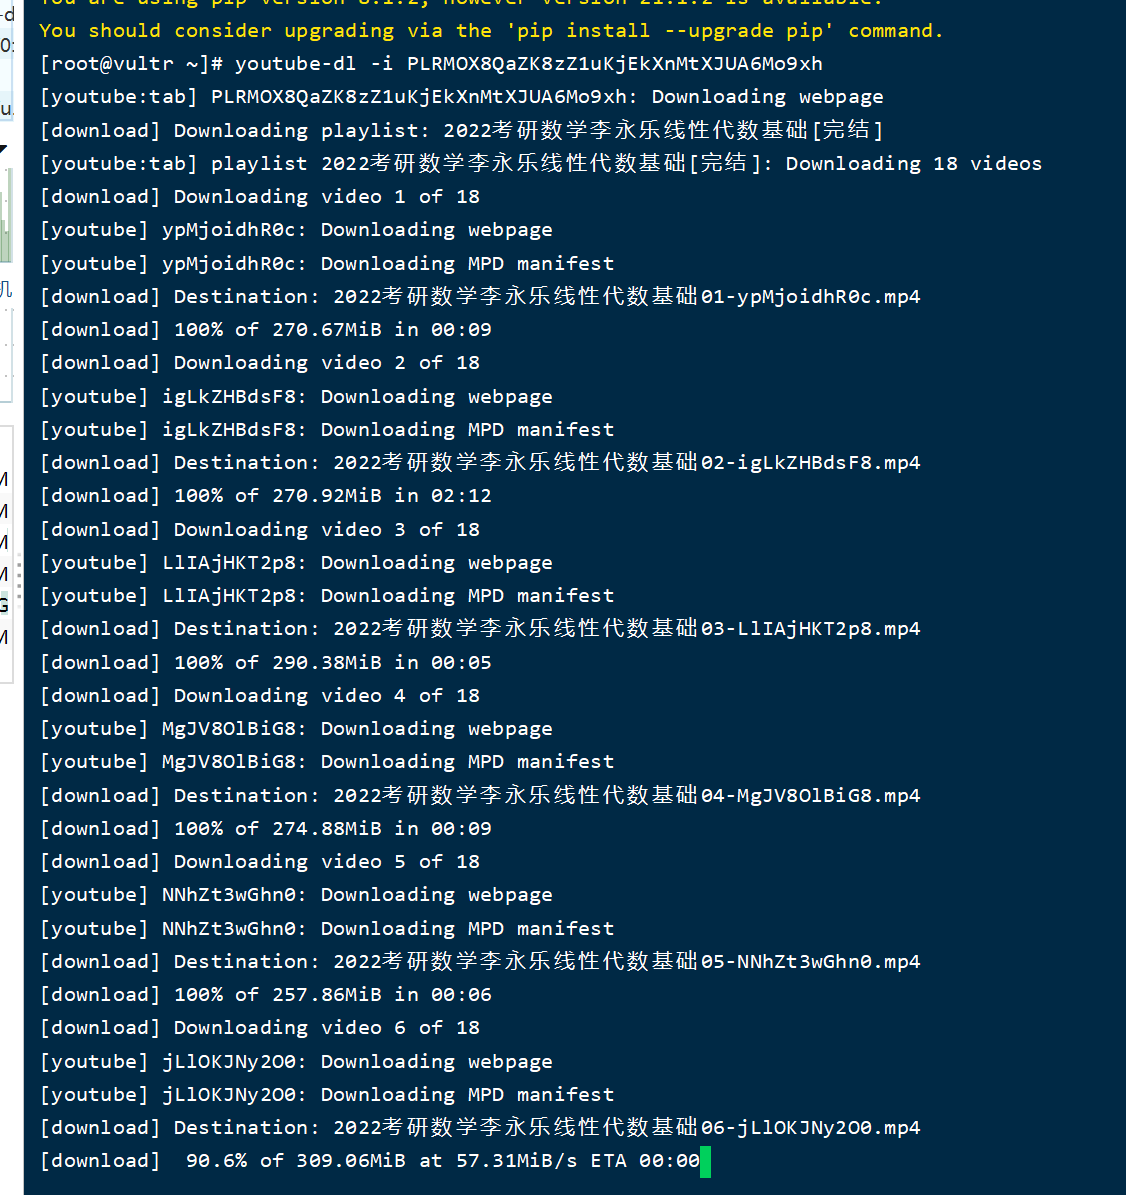 You are using pip version 8.1.2, however version 21.1.2 is available.
You should consider upgrading via the 'pip install --upgrade pip' command.
[root@vultr ~]# youtube-dl -i PLRMOX8QaZK8zZ1uKjEkXnMtXJUA6Mo9xh
[youtube:tab] PLRMOX8QaZK8zZ1uKjEkXnMtXJUA6Mo9xh: Downloading webpage
[download] Downloading playlist: 2022考研数学李永乐线性代数基础[完结]
[youtube:tab] playlist 2022考研数学李永乐线性代数基础[完结]: Downloading 18 videos
[download] Downloading video 1 of 18
[youtube] ypMjoidhR0c: Downloading webpage
[youtube] ypMjoidhR0c: Downloading MPD manifest
[download] Destination: 2022考研数学李永乐线性代数基础01-ypMjoidhR0c.mp4
[download] 100% of 270.67MiB in 00:09
[download] Downloading video 2 of 18
[youtube] igLkZHBdsF8: Downloading webpage
[youtube] igLkZHBdsF8: Downloading MPD manifest
[download] Destination: 2022考研数学李永乐线性代数基础02-igLkZHBdsF8.mp4
[download] 100% of 270.92MiB in 02:12
[download] Downloading video 3 of 18
[youtube] LlIAjHKT2p8: Downloading webpage
[youtube] LlIAjHKT2p8: Downloading MPD manifest
[download] Destination: 2022考研数学李永乐线性代数基础03-LlIAjHKT2p8.mp4
[download] 100% of 290.38MiB in 00:05
[download] Downloading video 4 of 18
[youtube] MgJV8OlBiG8: Downloading webpage
[youtube] MgJV8OlBiG8: Downloading MPD manifest
[download] Destination: 2022考研数学李永乐线性代数基础04-MgJV8OlBiG8.mp4
[download] 100% of 274.88MiB in 00:09
[download] Downloading video 5 of 18
[youtube] NNhZt3wGhn0: Downloading webpage
[youtube] NNhZt3wGhn0: Downloading MPD manifest
[download] Destination: 2022考研数学李永乐线性代数基础05-NNhZt3wGhn0.mp4
[download] 100% of 257.86MiB in 00:06
[download] Downloading video 6 of 18
[youtube] jLlOKJNy2O0: Downloading webpage
[youtube] jLlOKJNy2O0: Downloading MPD manifest
[download] Destination: 2022考研数学李永乐线性代数基础06-jLlOKJNy2O0.mp4
[download] 90.6% of 309.06MiB at 57.31MiB/s ETA 00:00